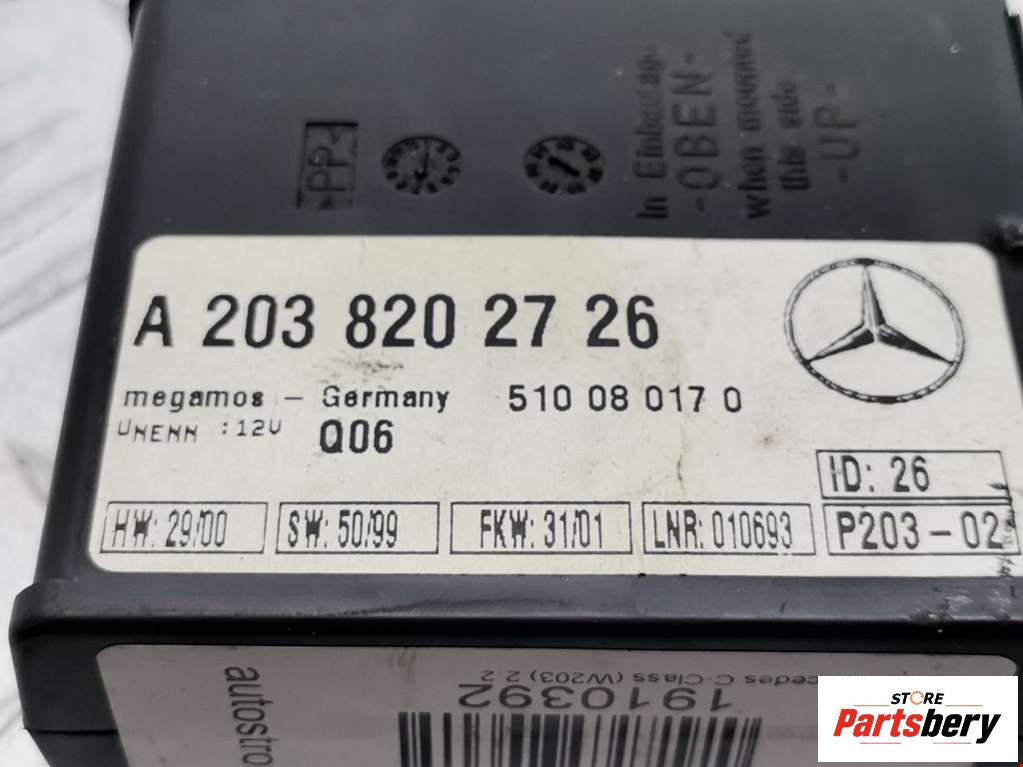 >PP<
In Einbaulage
-OBEN-
when mounted
this side
-UP-
A 203 820 27 26
megamos - Germany 510 08 017 0
UNENN :12V Q06
ID: 26
HW: 29/00 SW: 50/99 FKW: 31/01 LNR: 010693 P203-02
C-Class (W203) 2.2
1910392
STORE
Partsbery